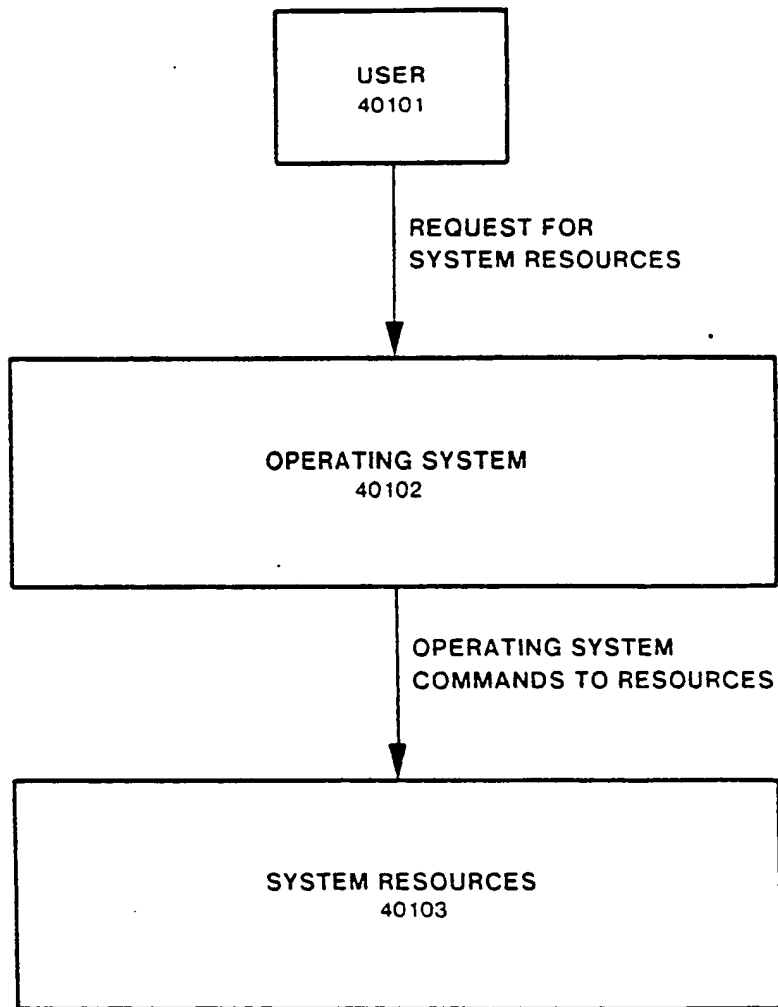 USER
40101
REQUEST FOR
SYSTEM RESOURCES
OPERATING SYSTEM
40102
OPERATING SYSTEM
COMMANDS TO RESOURCES
SYSTEM RESOURCES
40103